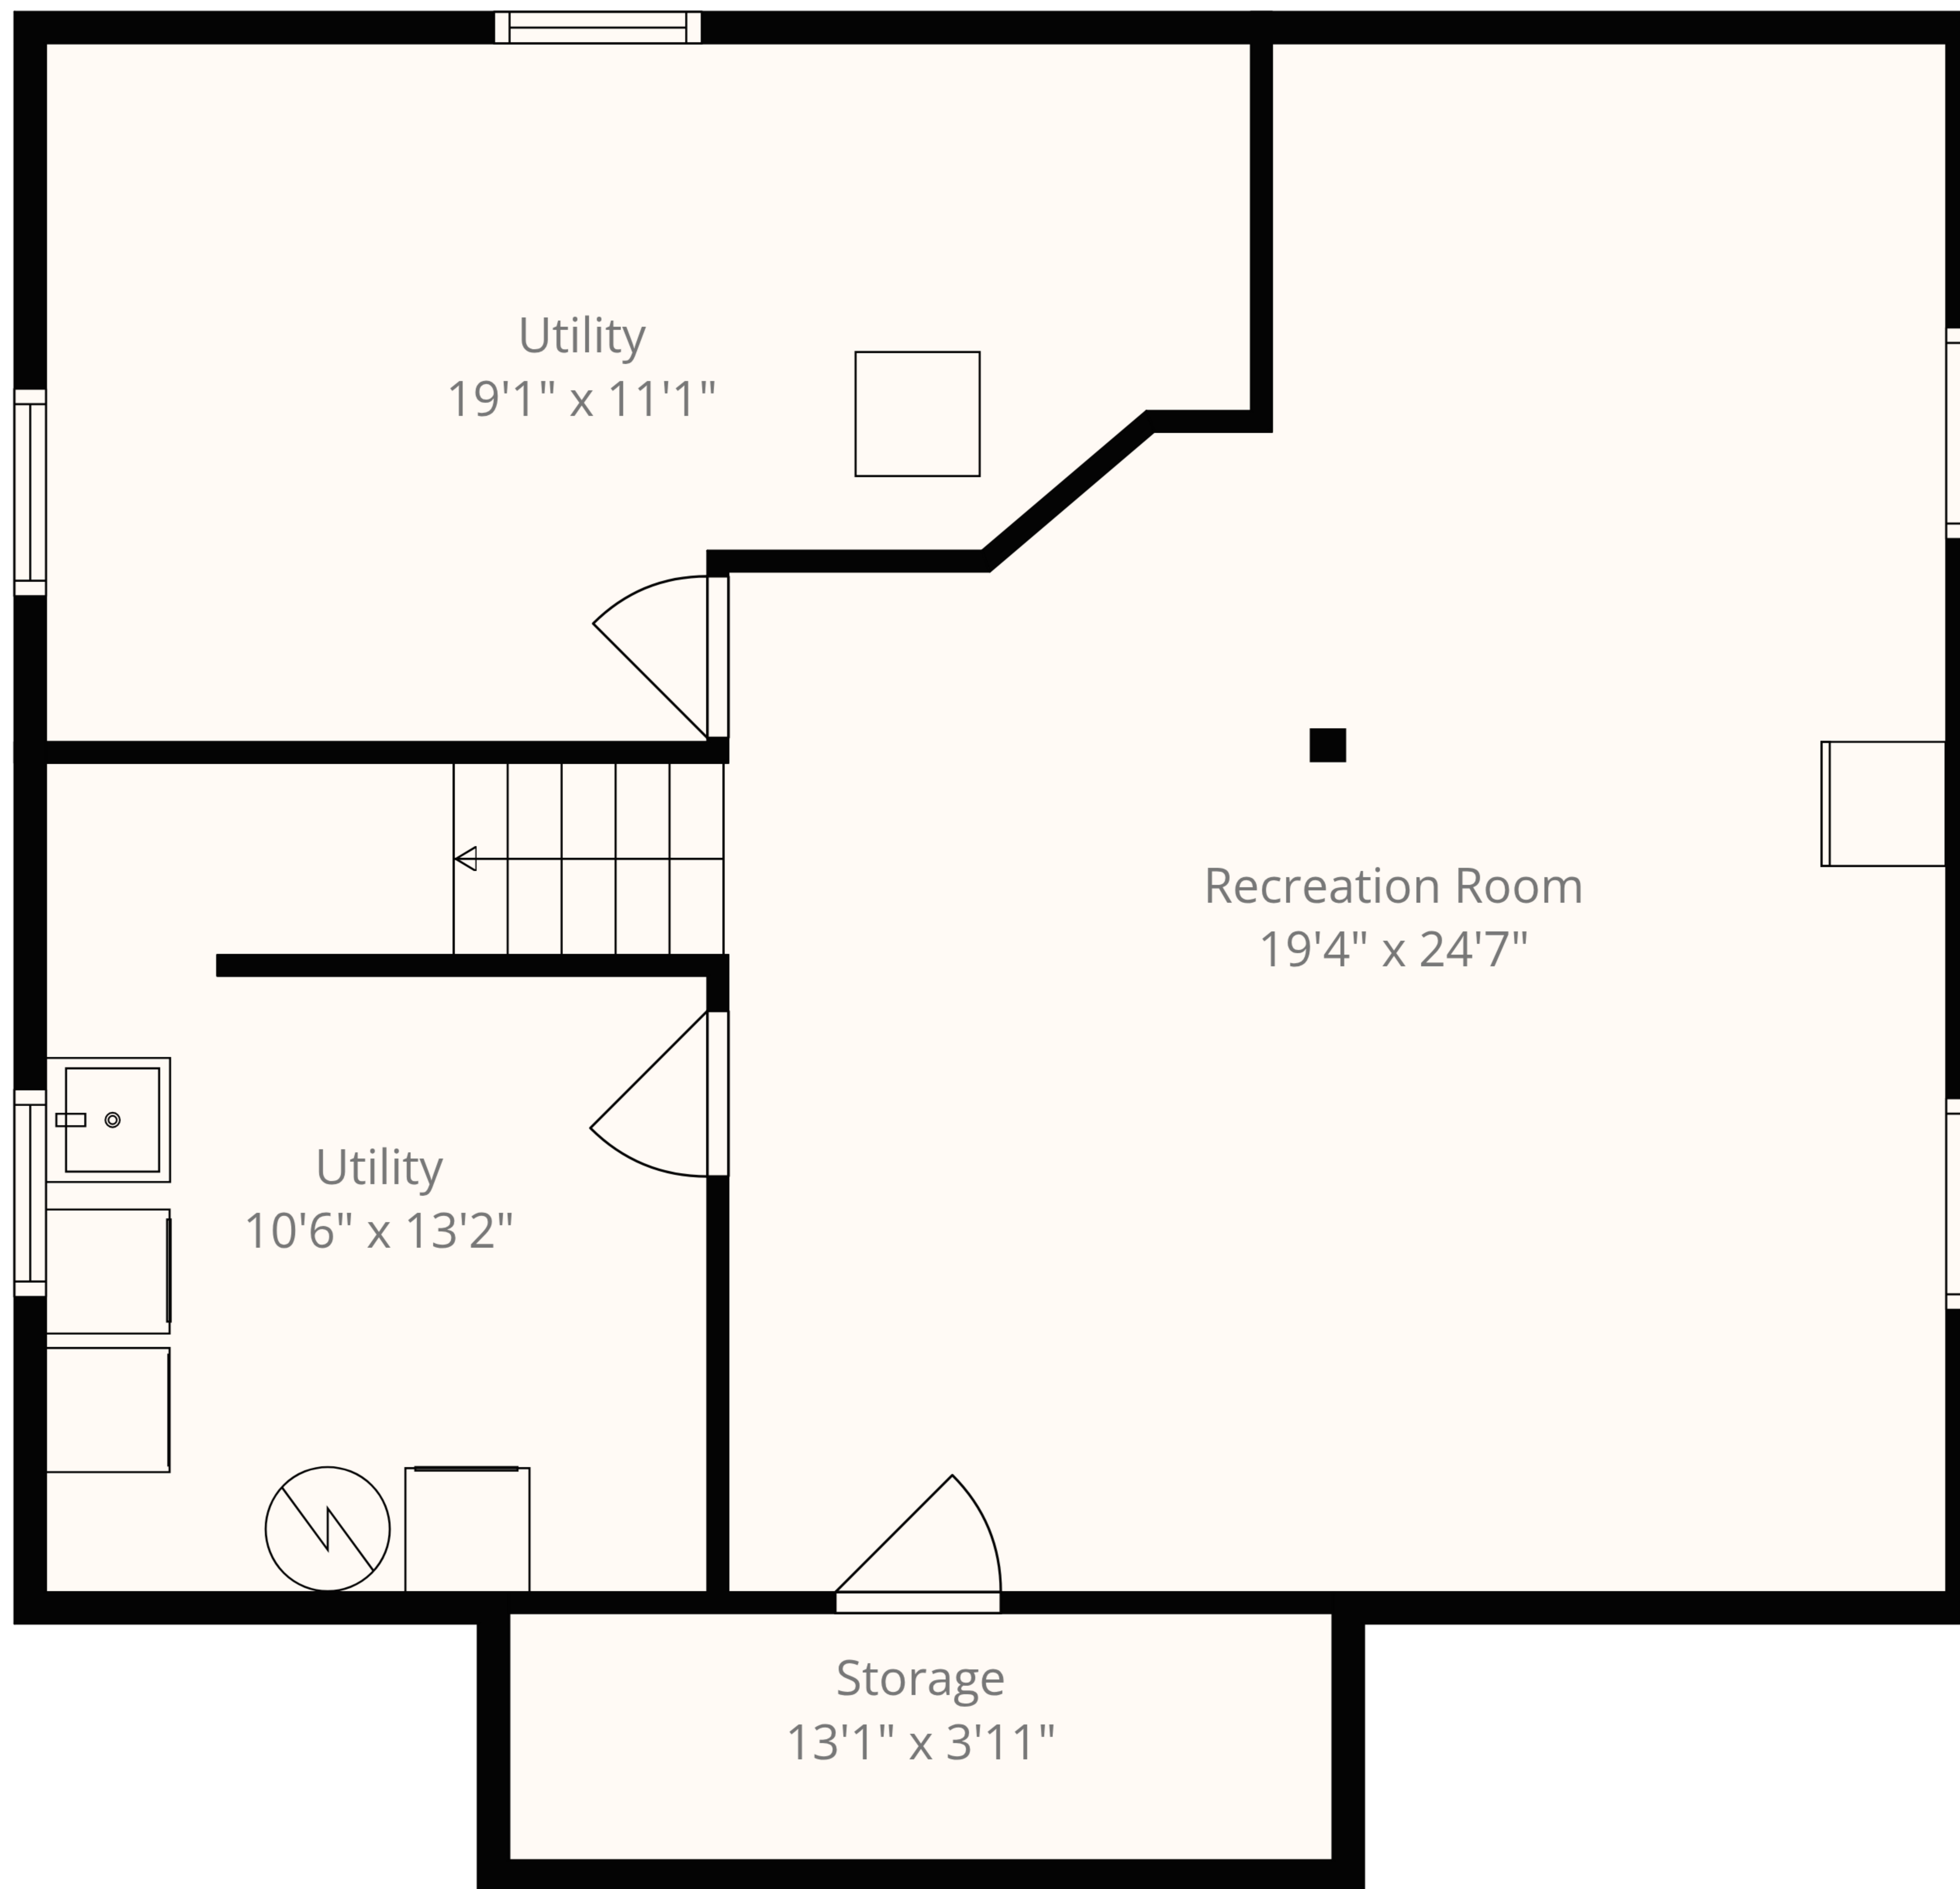 Utility
19'1" x 11'1"
Recreation Room
19'4" x 24'7"
Utility
10'6" x 13'2"
Storage
13'1" x 3'11"